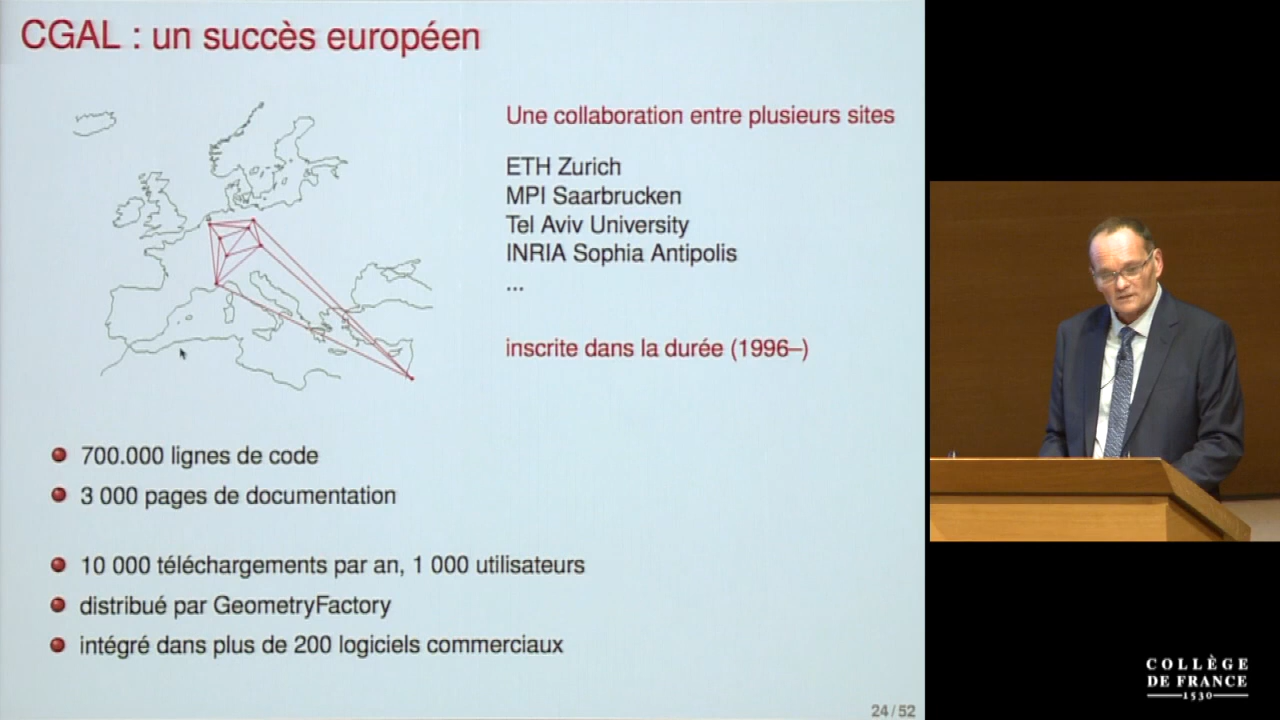 CGAL : un succès européen
Une collaboration entre plusieurs sites
ETH Zurich
MPI Saarbrucken
Tel Aviv University
INRIA Sophia Antipolis
...
inscrite dans la durée (1996–)
700.000 lignes de code
3 000 pages de documentation
10 000 téléchargements par an, 1 000 utilisateurs
distribué par GeometryFactory
intégré dans plus de 200 logiciels commerciaux
24 / 52
COLLÈGE
DE FRANCE
1530